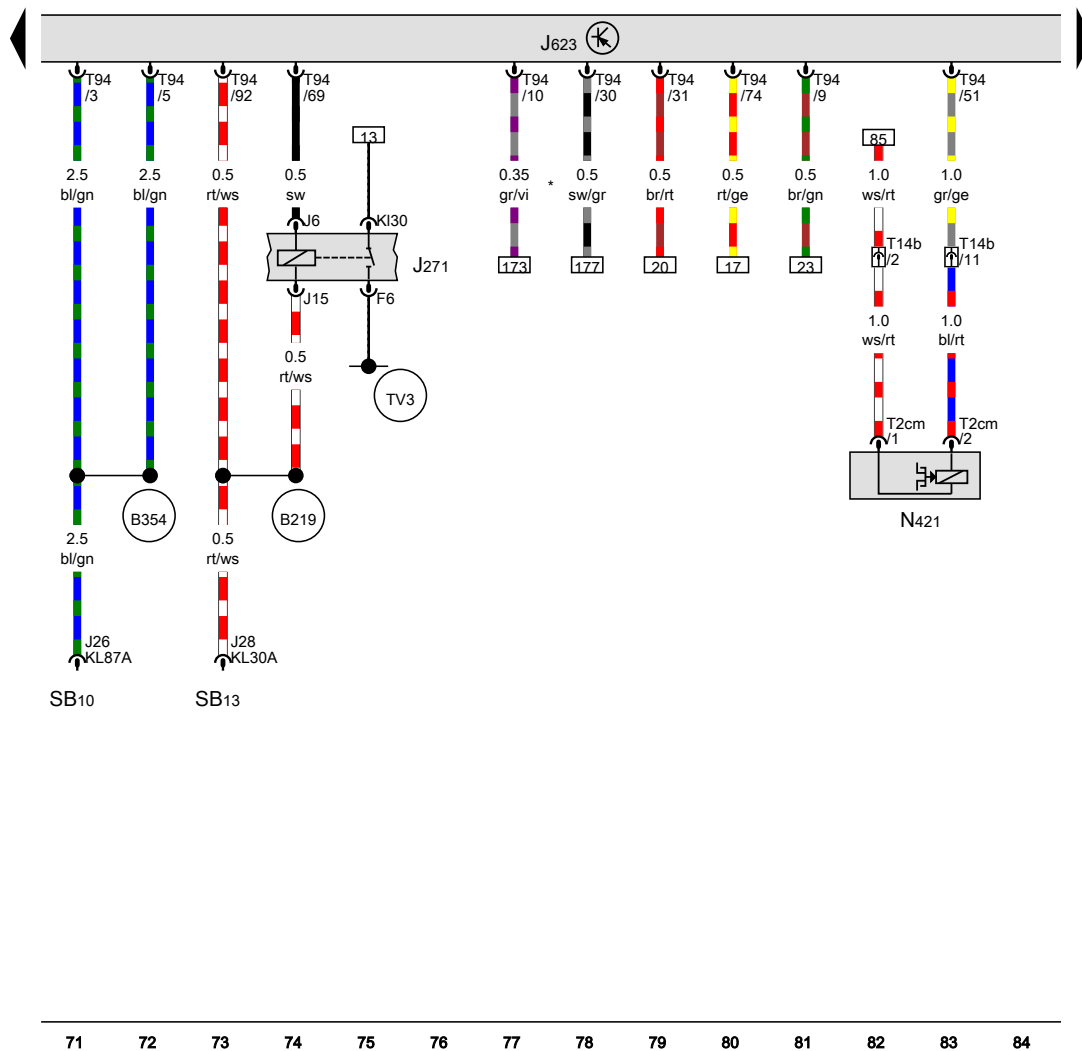 J623
T94 T94 T94 T94 T94 T94 T94 T94 T94 T94
/3 /5 /92 /69 /10 /30 /31 /74 /9 /51
13 85
2.5 2.5 0.5 0.5 0.35 * 0.5 0.5 0.5 0.5 1.0 1.0
bl/gn bl/gn rt/ws sw gr/vi sw/gr br/rt rt/ge br/gn ws/rt gr/ge
J6 Kl30
T14b T14b
/2 /11
J271
173 177 20 17 23
J15 F6
1.0 1.0
ws/rt bl/rt
0.5
rt/ws
TV3
T2cm T2cm
/1 /2
B354 B219
N421
2.5 0.5
bl/gn rt/ws
J26 J28
KL87A KL30A
SB10 SB13
71 72 73 74 75 76 77 78 79 80 81 82 83 84